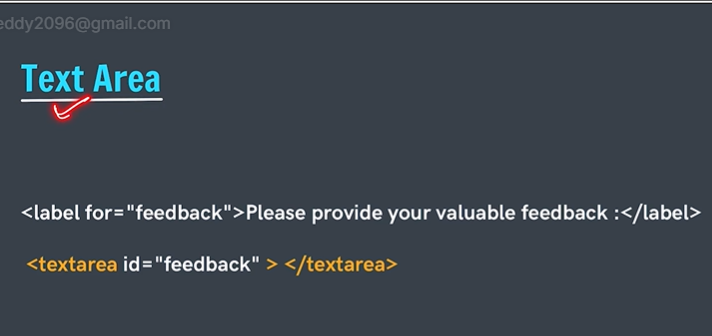 eddy2096@gmail.com
Text Area
<label for="feedback">Please provide your valuable feedback :</label>
<textarea id="feedback" > </textarea>